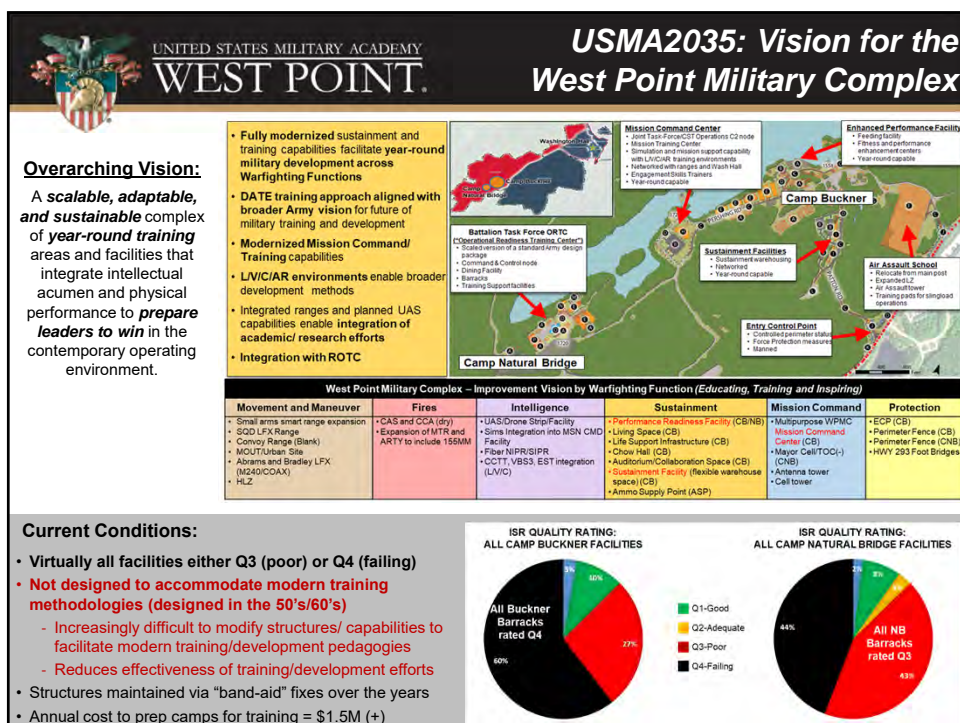 UNITED STATES MILITARY ACADEMY
WEST POINT.
USMA2035: Vision for the
West Point Military Complex
Overarching Vision:
A scalable, adaptable,
and sustainable complex
of year-round training
areas and facilities that
integrate intellectual
acumen and physical
performance to prepare
leaders to win in the
contemporary operating
environment.
• Fully modernized sustainment and
training capabilities facilitate year-round
military development across
Warfighting Functions
• DATE training approach aligned with
broader Army vision for future of
military training and development
• Modernized Mission Command/
Training capabilities
• L/V/C/AR environments enable broader
development methods
• Integrated ranges and planned UAS
capabilities enable integration of
academic/ research efforts
• Integration with ROTC
Washington Hall
Camp Buckner
Camp
Natural Bridge
Mission Command Center
• Joint Task-Force/CST Operations C2 node
• Mission Training Center
• Simulation and mission support capability
with L/V/C/AR training environments
• Networked with ranges and Wash Hall
• Engagement Skills Trainers
• Year-round capable
Enhanced Performance Facility
• Feeding facility
• Fitness and performance
enhancement centers
• Year-round capable
Camp Buckner
PERSHING RD
Battalion Task Force ORTC
("Operational Readiness Training Center")
• Scaled version of a standard Army design
package
• Command & Control node
• Dining Facility
• Barracks
• Training Support facilities
Sustainment Facilities
• Sustainment warehousing
• Networked
• Year-round capable
Air Assault School
• Relocate from main post
• Expanded LZ
• Air Assault tower
• Training pads for slingload
operations
Entry Control Point
• Controlled perimeter status
• Force Protection measures
• Manned
Camp Natural Bridge
West Point Military Complex – Improvement Vision by Warfighting Function (Educating, Training and Inspiring)
Movement and Maneuver
• Small arms smart range expansion
• SQD LFX Range
• Convoy Range (Blank)
• MOUT/Urban Site
• Abrams and Bradley LFX
(M240/COAX)
• HLZ
Fires
• CAS and CCA (dry)
• Expansion of MTR and
ARTY to include 155MM
Intelligence
• UAS/Drone Strip/Facility
• Sims Integration into MSN CMD
Facility
• Fiber NIPR/SIPR
• CCTT, VBS3, EST integration
(L/V/C)
Sustainment
• Performance Readiness Facility (CB/NB)
• Living Space (CB)
• Life Support Infrastructure (CB)
• Chow Hall (CB)
• Auditorium/Collaboration Space (CB)
• Sustainment Facility (flexible warehouse
space) (CB)
• Ammo Supply Point (ASP)
Mission Command
• Multipurpose WPMC
Mission Command
Center (CB)
• Mayor Cell/TOC(-)
(CNB)
• Antenna tower
• Cell tower
Protection
• ECP (CB)
• Perimeter Fence (CB)
• Perimeter Fence (CNB)
• HWY 293 Foot Bridges
Current Conditions:
• Virtually all facilities either Q3 (poor) or Q4 (failing)
• Not designed to accommodate modern training
methodologies (designed in the 50's/60's)
- Increasingly difficult to modify structures/ capabilities to
facilitate modern training/development pedagogies
- Reduces effectiveness of training/development efforts
• Structures maintained via "band-aid" fixes over the years
• Annual cost to prep camps for training = $1.5M (+)
ISR QUALITY RATING:
ALL CAMP BUCKNER FACILITIES
3%
10%
27%
60%
All Buckner
Barracks
rated Q4
Q1-Good
Q2-Adequate
Q3-Poor
Q4-Failing
ISR QUALITY RATING:
ALL CAMP NATURAL BRIDGE FACILITIES
2%
8%
43%
44%
All NB
Barracks
rated Q3